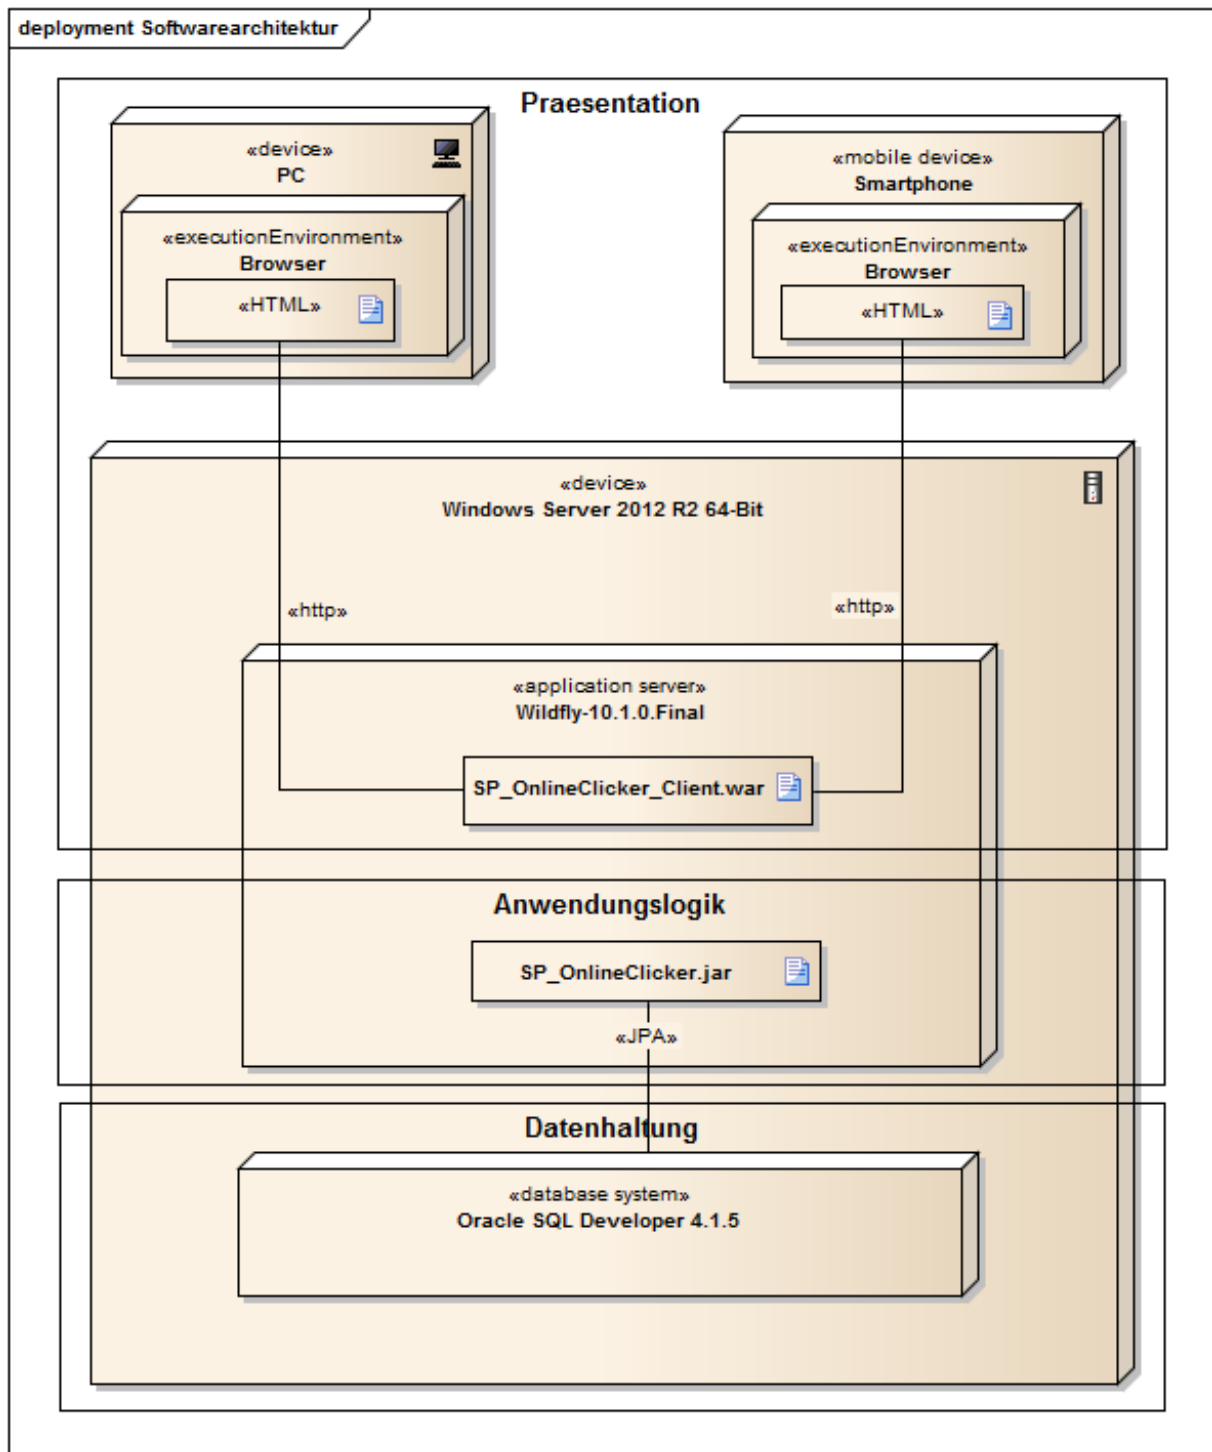 deployment Softwarearchitektur
Praesentation
«device»
PC
«executionEnvironment»
Browser
«HTML»
«mobile device»
Smartphone
«executionEnvironment»
Browser
«HTML»
«device»
Windows Server 2012 R2 64-Bit
«http»
«http»
«application server»
Wildfly-10.1.0.Final
SP_OnlineClicker_Client.war
Anwendungslogik
SP_OnlineClicker.jar
«JPA»
Datenhaltung
«database system»
Oracle SQL Developer 4.1.5